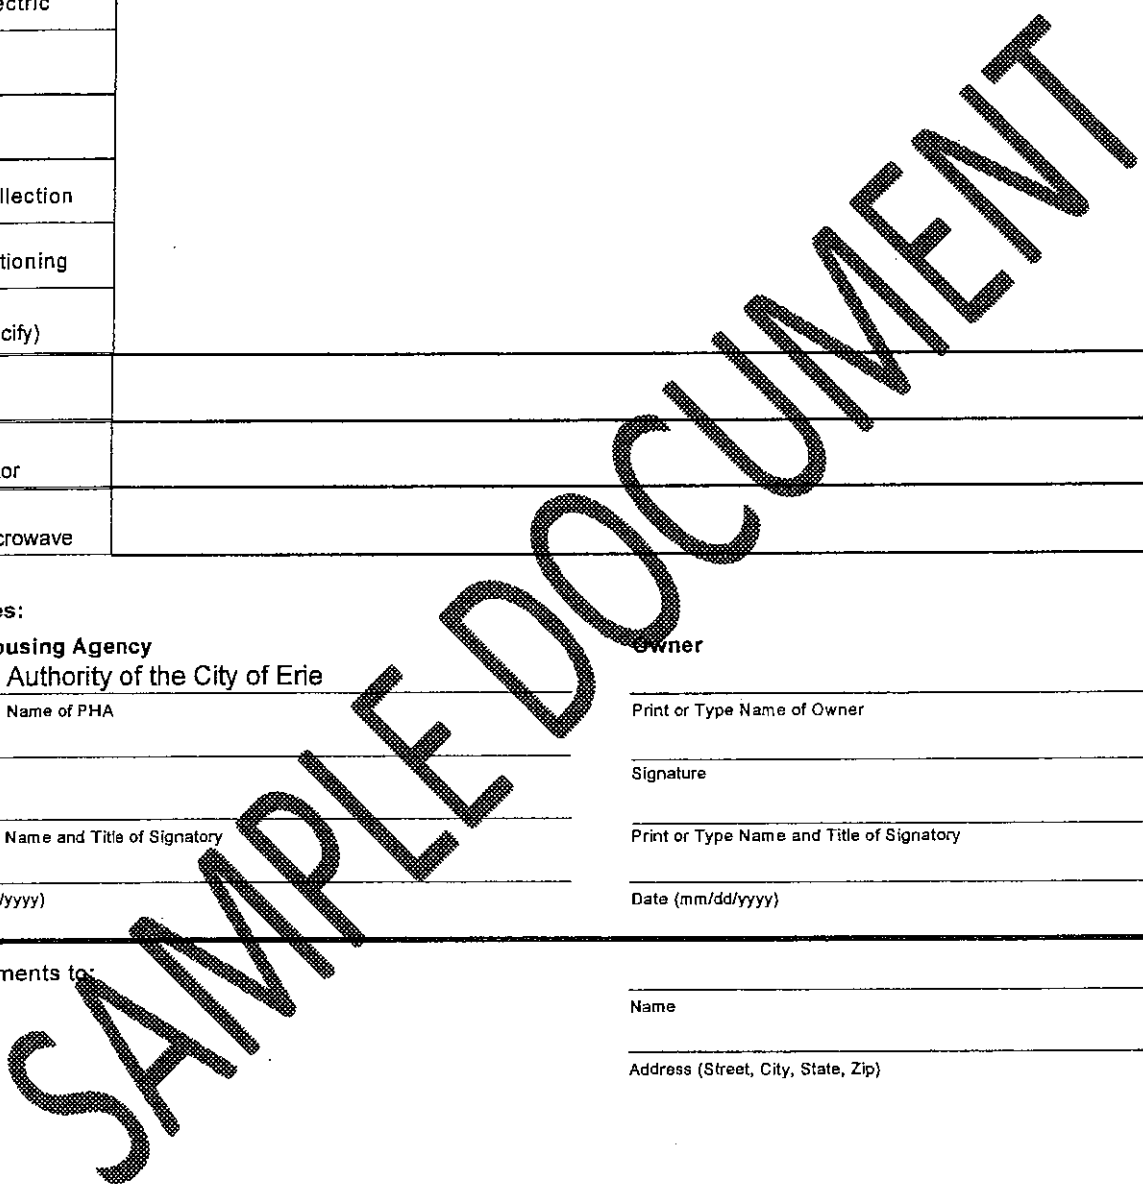 ectric
llection
tioning
cify)
or
crowave
es:
ousing Agency
Owner
Authority of the City of Erie
Name of PHA
Print or Type Name of Owner
Signature
Name and Title of Signatory
Print or Type Name and Title of Signatory
/yyyy)
Date (mm/dd/yyyy)
ments to:
Name
Address (Street, City, State, Zip)
SAMPLE DOCUMENT